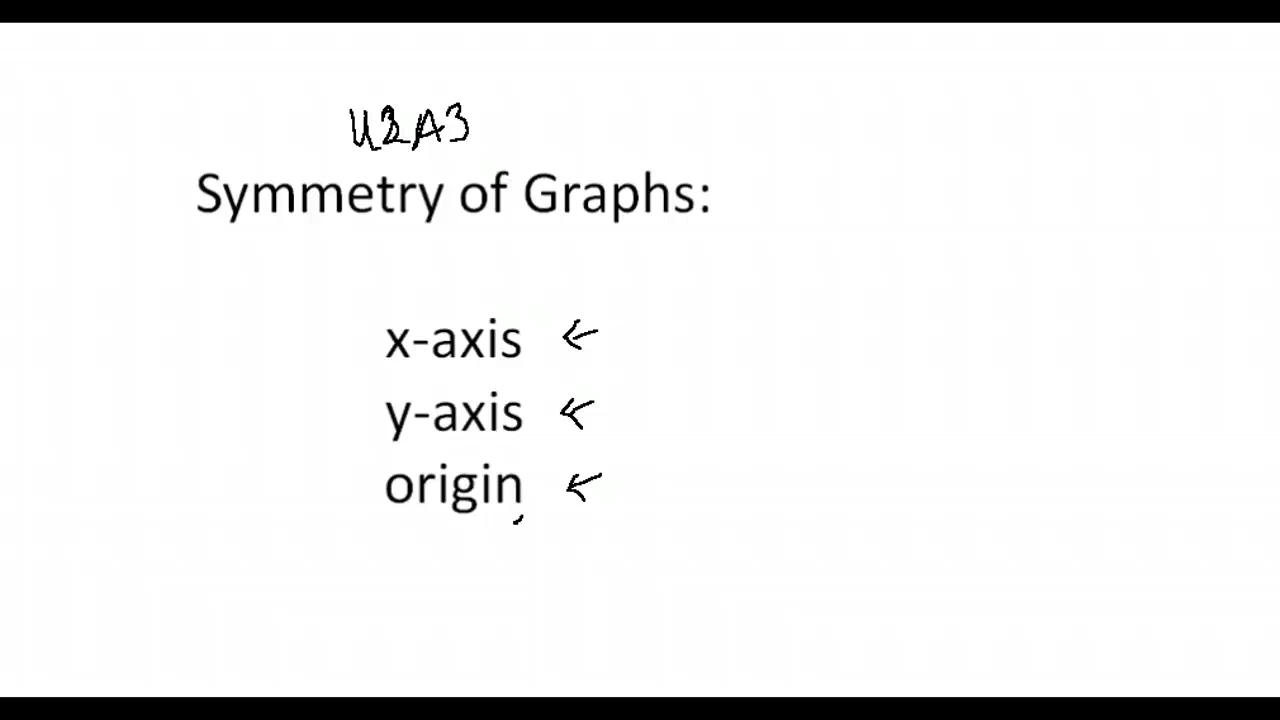 U2A3
Symmetry of Graphs:
x-axis ←
y-axis ←
origin ←